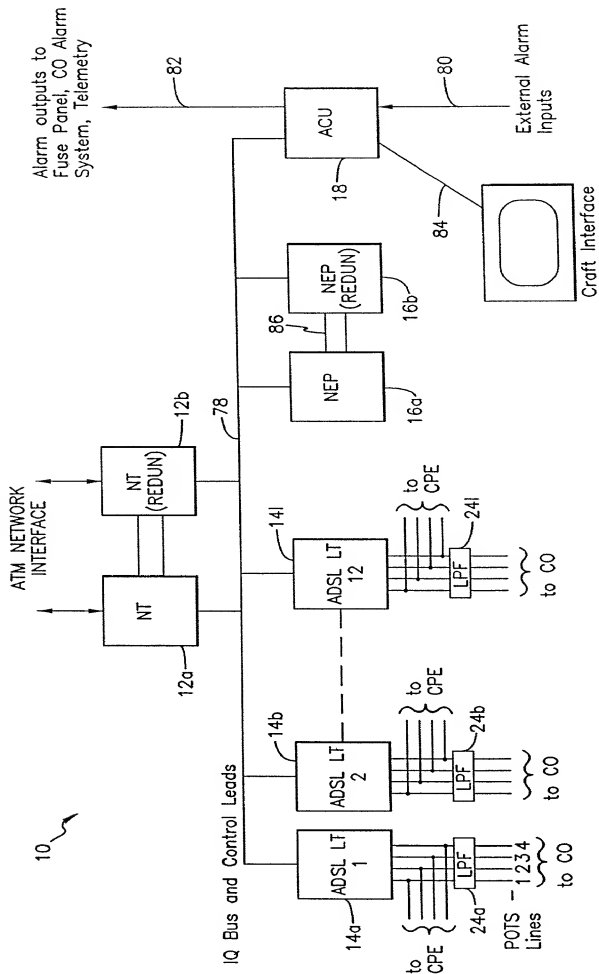 10
ATM NETWORK
INTERFACE
Alarm outputs to
Fuse Panel, CO Alarm
System, Telemetry
82
NT
12a
NT
(REDUN)
12b
IQ Bus and Control Leads
78
ACU
18
80
External Alarm
Inputs
84
Craft Interface
NEP
16a
86
NEP
(REDUN)
16b
ADSL LT
1
14a
ADSL LT
2
14b
ADSL LT
12
14l
to
CPE
LPF
24a
POTS
Lines
1 2 3 4
to CO
to
CPE
LPF
24b
to CO
to
CPE
LPF
24l
to CO